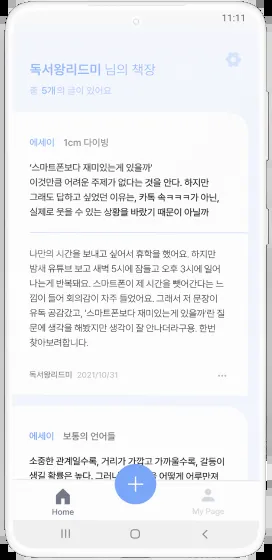 11:11
독서왕리드미 님의 책장
총 5개의 글이 있어요
에세이 1cm 다이빙
'스마트폰보다 재미있는게 있을까'
이것만큼 어려운 주제가 없다는 것을 안다. 하지만
그래도 답하고 싶었던 이유는, 카톡 속ㅋㅋㅋ가 아닌,
실제로 웃을 수 있는 상황을 바랐기 때문이 아닐까
나만의 시간을 보내고 싶어서 휴학을 했어요. 하지만
밤새 유튜브 보고 새벽 5시에 잠들고 오후 3시에 일어
나는게 반복돼요. 스마트폰이 제 시간을 뺏어간다는 느
낌이 들어 회의감이 자주 들었어요. 그래서 저 문장이
유독 공감갔고, '스마트폰보다 재미있는게 있을까'란 질
문에 생각을 해봤지만 생각이 잘 안나더라구용. 한번
찾아보려합니다.
독서왕리드미 2021/10/31
에세이 보통의 언어들
소중한 관계일수록, 거리가 가깝고 가까울수록, 갈등이
생길 확률은 높다. 그러나 어떻게 어루만져
Home
My Page